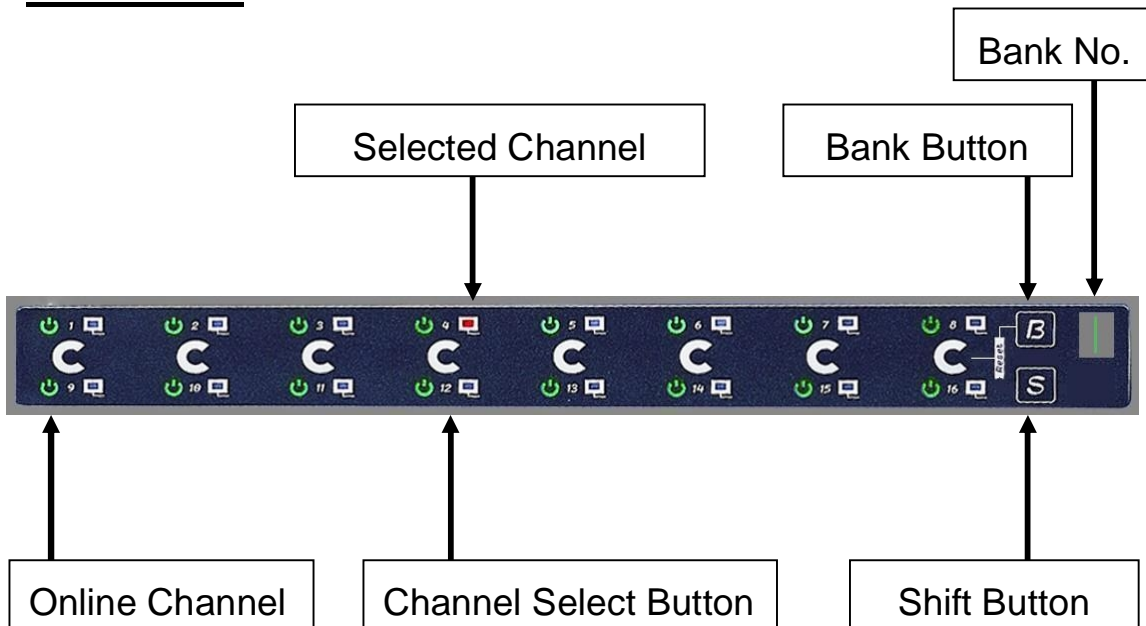 Bank No.
Selected Channel
Bank Button
1 2 3 4 5 6 7 8 B
C C C C C C C C Reset
9 10 11 12 13 14 15 16 S
Online Channel
Channel Select Button
Shift Button